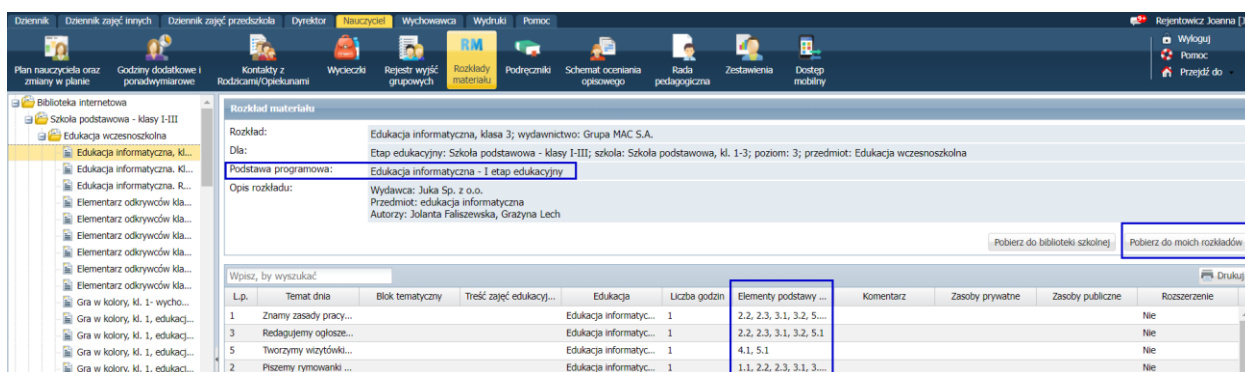 Dziennik Dziennik zajęć innych Dziennik zajęć przedszkola Dyrektor Nauczyciel Wychowawca Wydruki Pomoc Rejentowicz Joanna [J
Plan nauczyciela oraz zmiany w planie
Godziny dodatkowe i ponadwymiarowe
Kontakty z Rodzicami/Opiekunami
Wycieczki
Rejestr wyjść grupowych
RM
Rozkłady materiału
Podręczniki
Schemat oceniania opisowego
Rada pedagogiczna
Zestawienia
Dostęp mobilny
Wyloguj
Pomoc
Przejdź do
Biblioteka internetowa
Szkoła podstawowa - klasy I-III
Edukacja wczesnoszkolna
Edukacja informatyczna, kl...
Edukacja informatyczna. Kl...
Edukacja informatyczna. R...
Elementarz odkrywców kla...
Elementarz odkrywców kla...
Elementarz odkrywców kla...
Elementarz odkrywców kla...
Elementarz odkrywców kla...
Elementarz odkrywców kla...
Gra w kolory, kl. 1- wycho...
Gra w kolory, kl. 1, edukacj...
Gra w kolory, kl. 1, edukacj...
Gra w kolory, kl. 1, edukacj...
Gra w kolory, kl. 1, edukacj...
Rozkład materiału
Rozkład: Edukacja informatyczna, klasa 3; wydawnictwo: Grupa MAC S.A.
Dla: Etap edukacyjny: Szkoła podstawowa - klasy I-III; szkoła: Szkoła podstawowa, kl. 1-3; poziom: 3; przedmiot: Edukacja wczesnoszkolna
Podstawa programowa: Edukacja informatyczna - I etap edukacyjny
Opis rozkładu: Wydawca: Juka Sp. z o.o.
Przedmiot: edukacja informatyczna
Autorzy: Jolanta Faliszewska, Grażyna Lech
Pobierz do biblioteki szkolnej Pobierz do moich rozkładów
Wpisz, by wyszukać Drukuj
L.p. Temat dnia Blok tematyczny Treść zajęć edukacyj... Edukacja Liczba godzin Elementy podstawy ... Komentarz Zasoby prywatne Zasoby publiczne Rozszerzenie
1 Znamy zasady pracy... Edukacja informatyc... 1 2.2, 2.3, 3.1, 3.2, 5.... Nie
3 Redagujemy ogłosze... Edukacja informatyc... 1 2.2, 2.3, 3.1, 3.2, 5.1 Nie
5 Tworzymy wizytówki... Edukacja informatyc... 1 4.1, 5.1 Nie
2 Piszemy rymowanki ... Edukacja informatyc... 1 1.1, 2.2, 2.3, 3.1, 3.... Nie